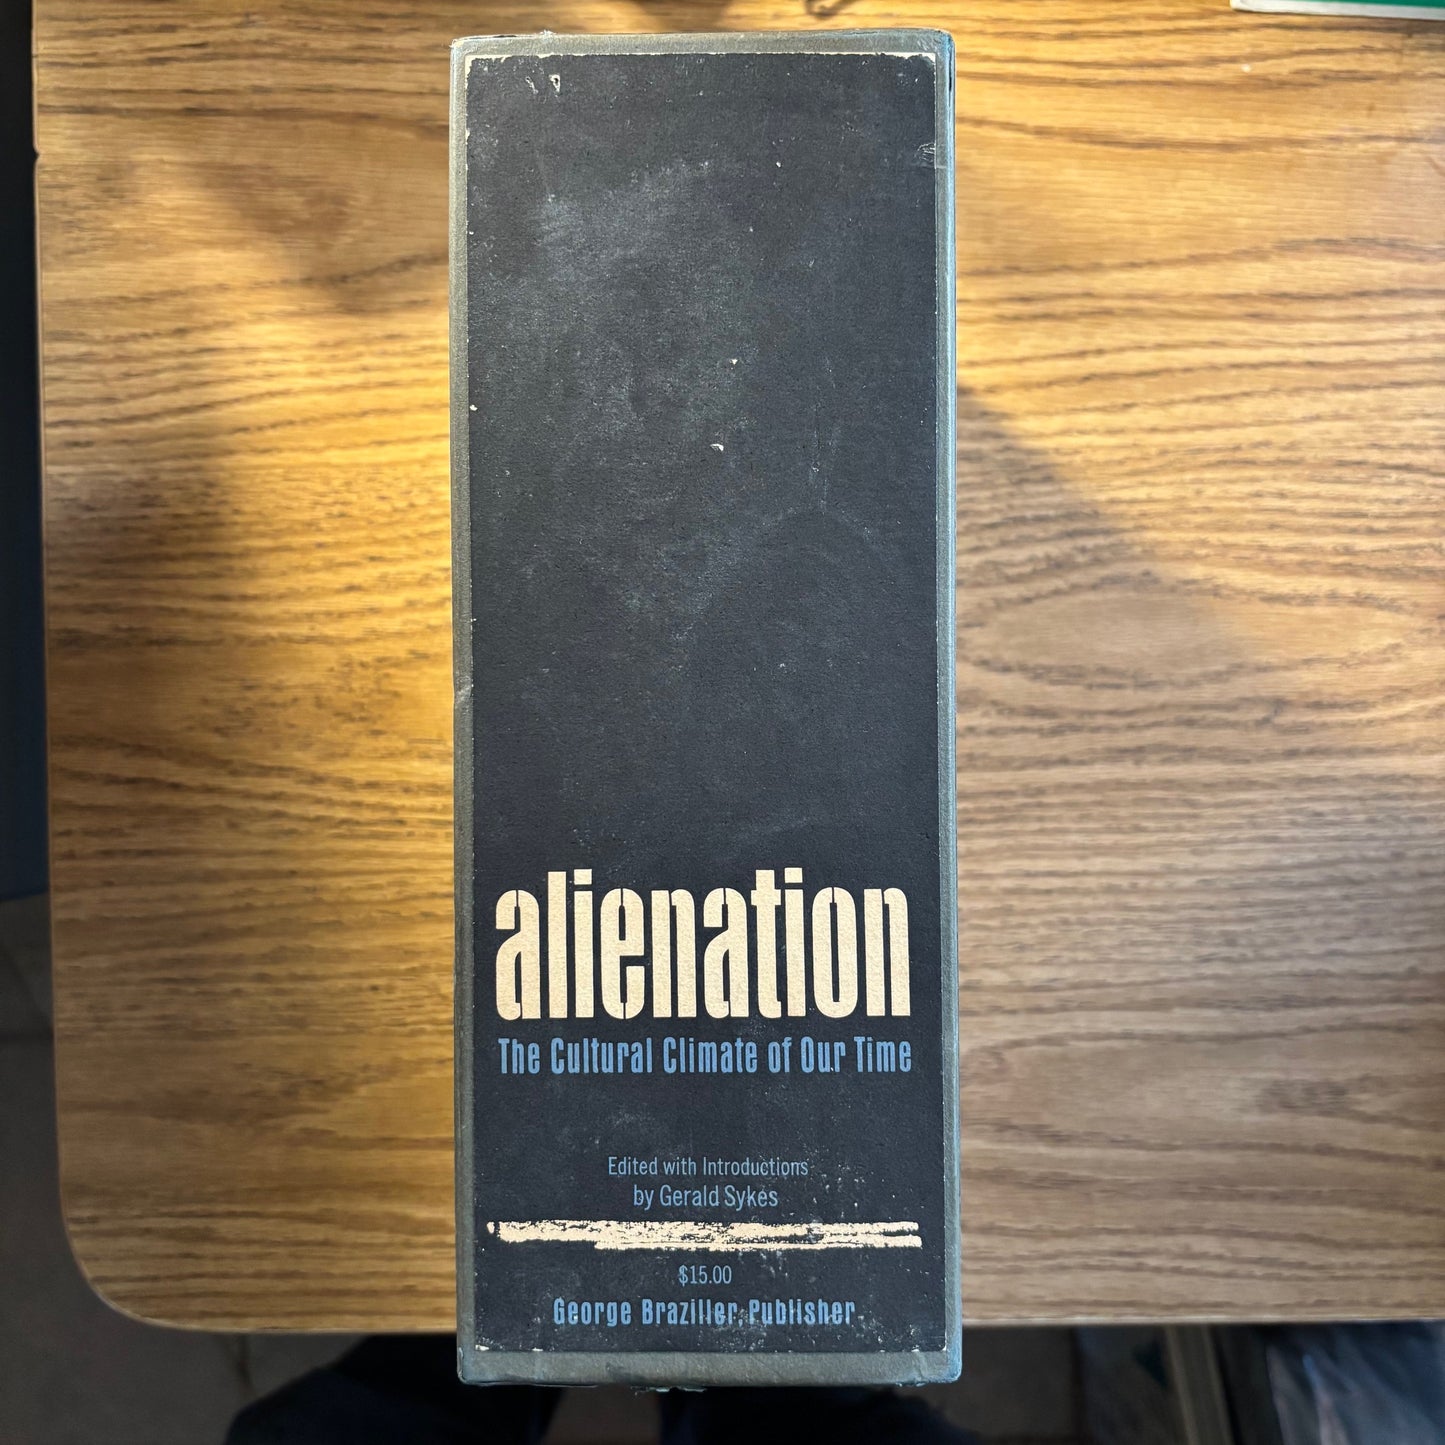 alienation
The Cultural Climate of Our Time
Edited with Introductions
by Gerald Sykes
$15.00
George Braziller, Publisher